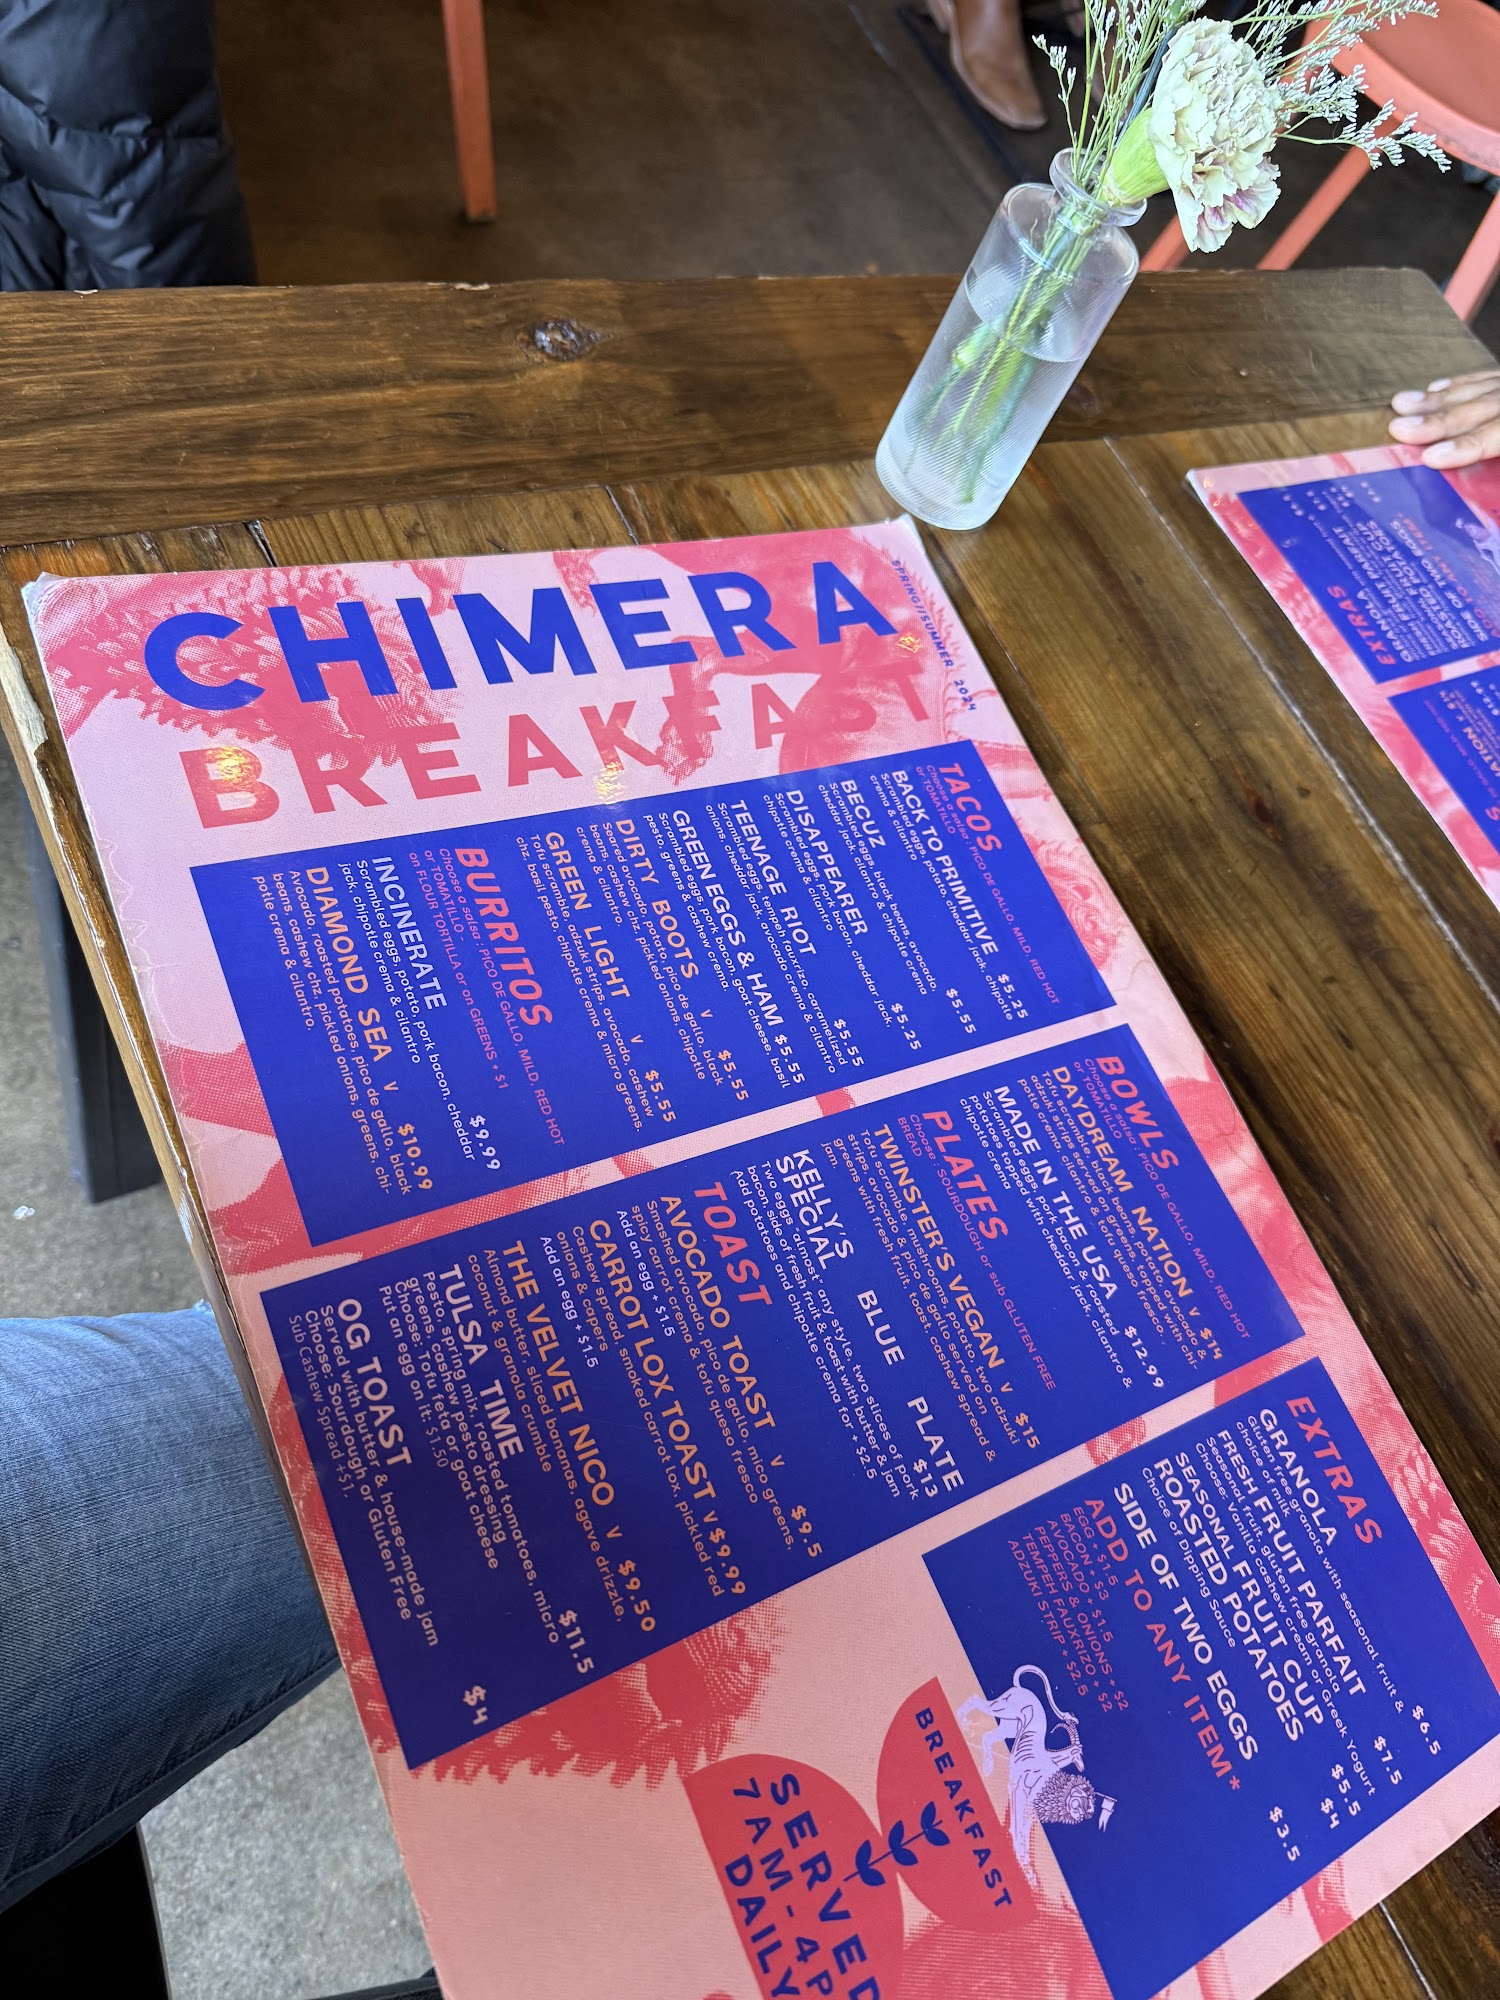 CHIMERA
BREAKFAST
SPRING//SUMMER 2024
TACOS
Choose a salsa : PICO DE GALLO, MILD, RED HOT
or TOMATILLO
BACK TO PRIMITIVE $5.25
Scrambled eggs, potato, cheddar jack, chipotle
crema & cilantro
BECUZ $5.55
Scrambled eggs, black beans, avocado,
cheddar jack, cilantro & chipotle crema
DISAPPEARER $5.25
Scrambled eggs, pork bacon, cheddar jack,
chipotle crema & cilantro
TEENAGE RIOT $5.55
Scrambled eggs, tempeh fauxrizo, caramelized
onions, cheddar jack, avocado crema & cilantro
GREEN EGGS & HAM $5.55
Scrambled eggs, pork bacon, goat cheese, basil
pesto, greens & cashew crema.
DIRTY BOOTS V $5.55
Seared avocado, potato, pico de gallo, black
beans, cashew chz, pickled onions, chipotle
crema & cilantro.
GREEN LIGHT V $5.55
Tofu scramble, adzuki strips, avocado, cashew
chz, basil pesto, chipotle crema & micro greens.
BURRITOS
Choose a salsa : PICO DE GALLO, MILD, RED HOT
or TOMATILLO -
on FLOUR TORTILLA or on GREENS + $1
INCINERATE $9.99
Scrambled eggs, potato, pork bacon, cheddar
jack, chipotle crema & cilantro
DIAMOND SEA V $10.99
Avocado, roasted potatoes, pico de gallo, black
beans, cashew chz, pickled onions, greens, chi-
potle crema & cilantro.
BOWLS
Choose a salsa : PICO DE GALLO, MILD, RED HOT
or TOMATILLO
DAYDREAM NATION V $14
Tofu scramble, black beans, potato, avocado, &
adzuki strips served on greens, topped with chi-
potle crema, cilantro & tofu queso fresco.
MADE IN THE USA $12.99
Scrambled eggs, pork bacon & roasted
potatoes topped with cheddar jack, cilantro &
chipotle crema
PLATES
Choose : SOURDOUGH or sub GLUTEN FREE
BREAD
TWINSTER'S VEGAN V $15
Tofu scramble, mushrooms, potato, two adzuki
strips, avocado & pico de gallo served on
greens with fresh fruit, toast, cashew spread &
jam.
KELLY'S BLUE PLATE
SPECIAL $13
Two eggs "almost" any style, two slices of pork
bacon, side of fresh fruit & toast with butter & jam
Add potatoes and chipotle crema for + $2.5
TOAST
AVOCADO TOAST V $9.5
Smashed avocado, pico de gallo, mico greens,
spicy carrot crema & tofu queso fresco
Add an egg + $1.5
CARROT LOX TOAST V $9.99
Cashew spread, smoked carrot lox, pickled red
onions & capers
Add an egg + $1.5
THE VELVET NICO V $9.50
Almond butter, sliced bananas, agave drizzle,
coconut & granola crumble
TULSA TIME $11.5
Pesto, spring mix, roasted tomatoes, micro
greens, cashew pesto dressing
Choose: Tofu feta, or goat cheese
Put an egg on it: $1.50
OG TOAST $4
Served with butter, & house-made jam
Choose: Sourdough or Gluten Free
Sub Cashew Spread +$1.
EXTRAS
GRANOLA $6.5
Gluten free granola with seasonal fruit &
choice of milk
FRESH FRUIT PARFAIT $7.5
Seasonal fruit, gluten free granola
Choose: Vanilla cashew cream or Greek Yogurt
SEASONAL FRUIT CUP $5.5
ROASTED POTATOES $4
Choice of Dipping Sauce
SIDE OF TWO EGGS $3.5
ADD TO ANY ITEM*
EGG + $1.5
BACON + $3
AVOCADO + $1.5
PEPPERS & ONIONS + $2
TEMPEH FAUXRIZO + $2
ADZUKI STRIP + $2.5
BREAKFAST
SERVED
7AM-4P
DAILY
EXTRAS